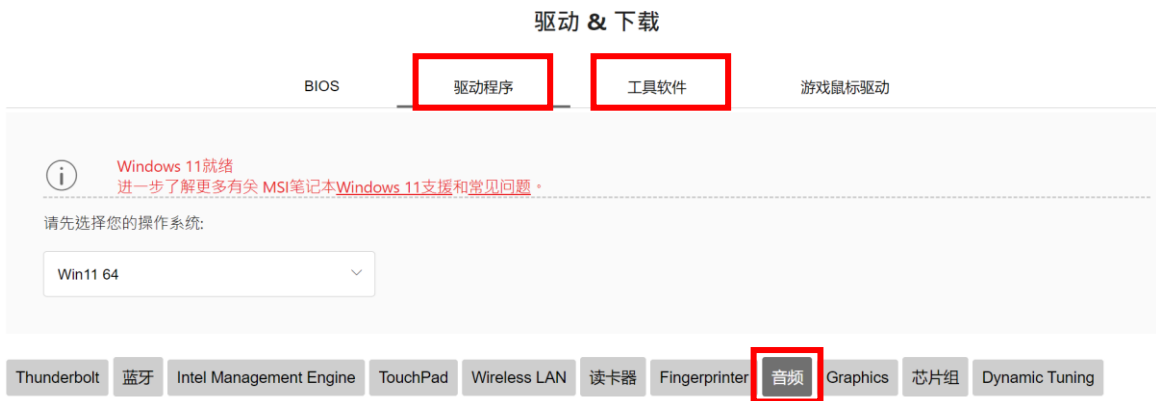 驱动 & 下载
BIOS 驱动程序 工具软件 游戏鼠标驱动
Windows 11就绪
进一步了解更多有关 MSI笔记本Windows 11支援和常见问题。
请先选择您的操作系统:
Win11 64
Thunderbolt 蓝牙 Intel Management Engine TouchPad Wireless LAN 读卡器 Fingerprinter 音频 Graphics 芯片组 Dynamic Tuning